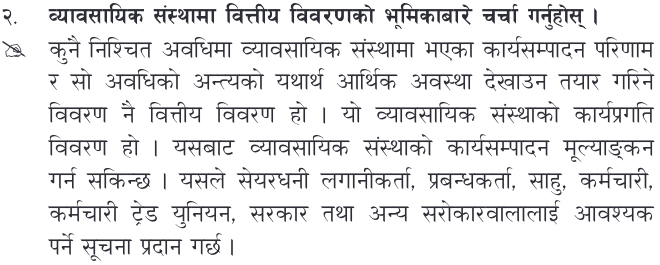 २. व्यावसायिक संस्थामा वित्तीय विवरणको भूमिकाबारे चर्चा गर्नुहोस् ।
कुनै निश्चित अवधिमा व्यावसायिक संस्थामा भएका कार्यसम्पादन परिणाम
र सो अवधिको अन्त्यको यथार्थ आर्थिक अवस्था देखाउन तयार गरिने
विवरण नै वित्तीय विवरण हो । यो व्यावसायिक संस्थाको कार्यप्रगति
विवरण हो । यसबाट व्यावसायिक संस्थाको कार्यसम्पादन मूल्याङ्कन
गर्न सकिन्छ । यसले सेयरधनी लगानीकर्ता, प्रबन्धकर्ता, साहु, कर्मचारी,
कर्मचारी ट्रेड युनियन, सरकार तथा अन्य सरोकारवालालाई आवश्यक
पर्ने सूचना प्रदान गर्छ ।